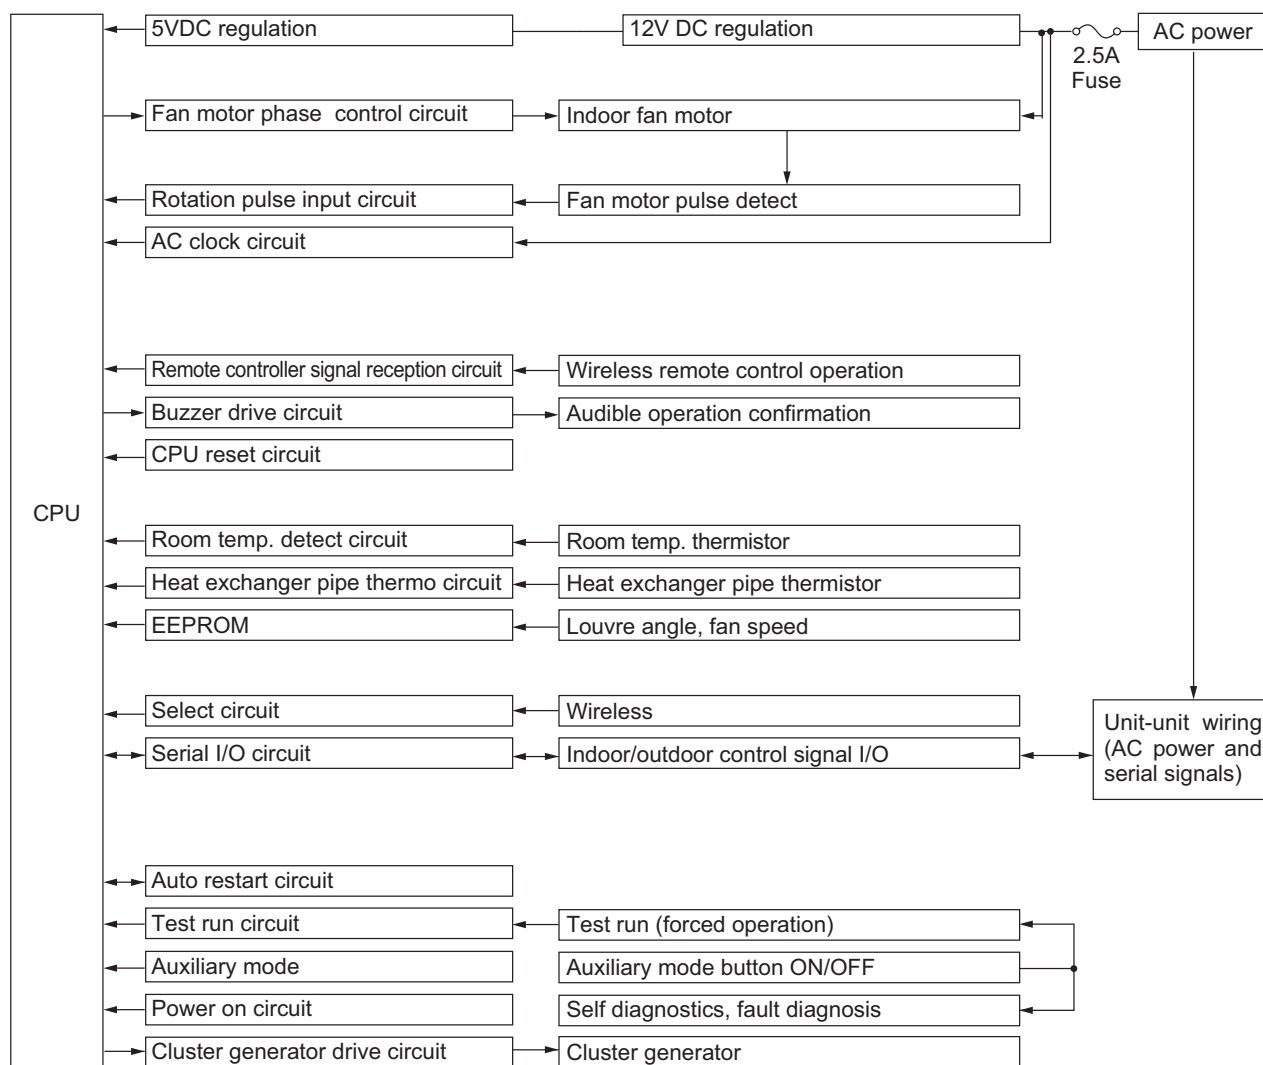 5VDC regulation
12V DC regulation
AC power
2.5A
Fuse
Fan motor phase control circuit
Indoor fan motor
Rotation pulse input circuit
Fan motor pulse detect
AC clock circuit
Remote controller signal reception circuit
Wireless remote control operation
Buzzer drive circuit
Audible operation confirmation
CPU reset circuit
CPU
Room temp. detect circuit
Room temp. thermistor
Heat exchanger pipe thermo circuit
Heat exchanger pipe thermistor
EEPROM
Louvre angle, fan speed
Select circuit
Wireless
Unit-unit wiring
(AC power and
serial signals)
Serial I/O circuit
Indoor/outdoor control signal I/O
Auto restart circuit
Test run circuit
Test run (forced operation)
Auxiliary mode
Auxiliary mode button ON/OFF
Power on circuit
Self diagnostics, fault diagnosis
Cluster generator drive circuit
Cluster generator